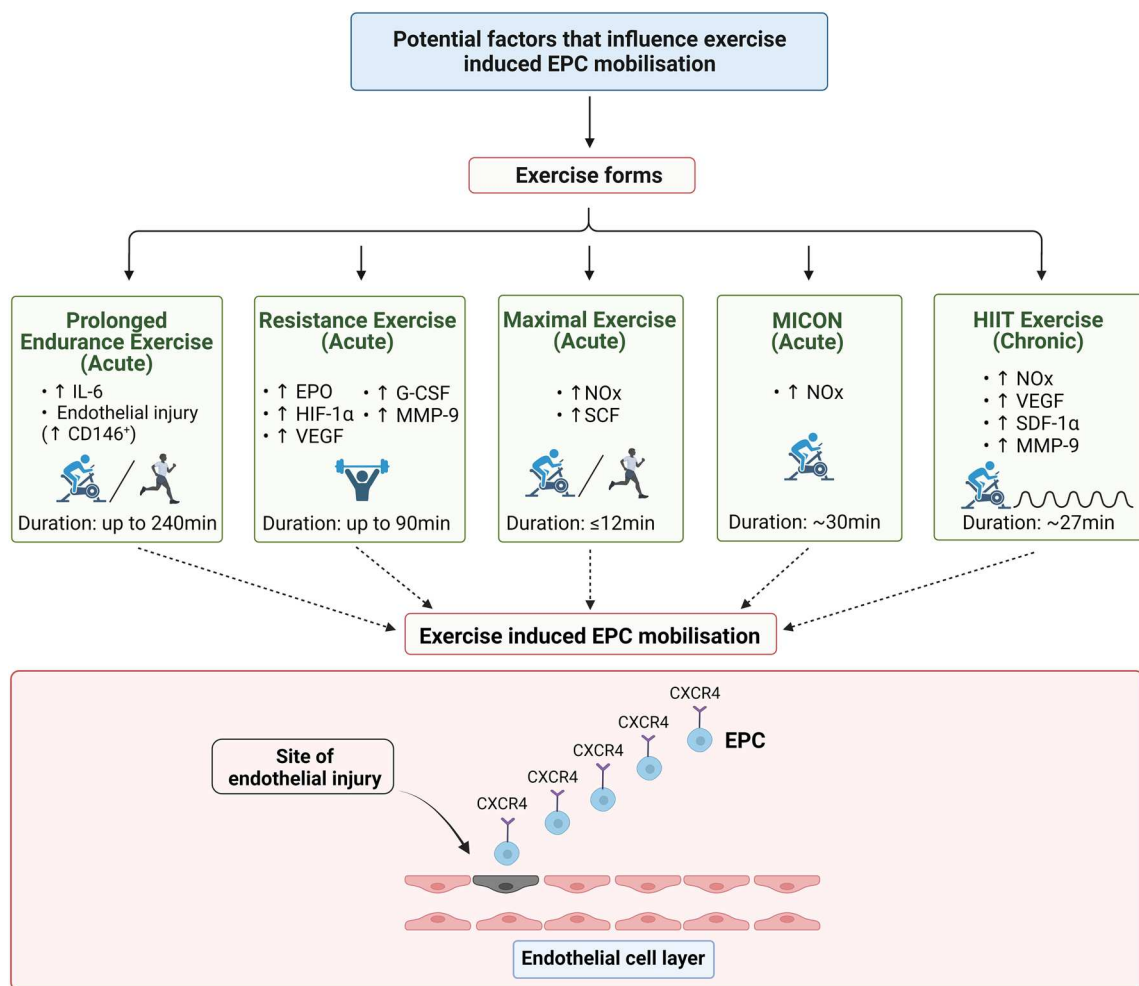 Potential factors that influence exercise
induced EPC mobilisation
Exercise forms
Prolonged
Endurance Exercise
(Acute)
• ↑ IL-6
• Endothelial injury
(↑ CD146⁺)
Duration: up to 240min
Resistance Exercise
(Acute)
• ↑ EPO
• ↑ HIF-1α
• ↑ VEGF
• ↑ G-CSF
• ↑ MMP-9
Duration: up to 90min
Maximal Exercise
(Acute)
• ↑NOx
• ↑SCF
Duration: ≤12min
MICON
(Acute)
• ↑ NOx
Duration: ~30min
HIIT Exercise
(Chronic)
• ↑ NOx
• ↑ VEGF
• ↑ SDF-1α
• ↑ MMP-9
Duration: ~27min
Exercise induced EPC mobilisation
CXCR4
CXCR4
CXCR4
CXCR4
CXCR4
EPC
Site of
endothelial injury
Endothelial cell layer